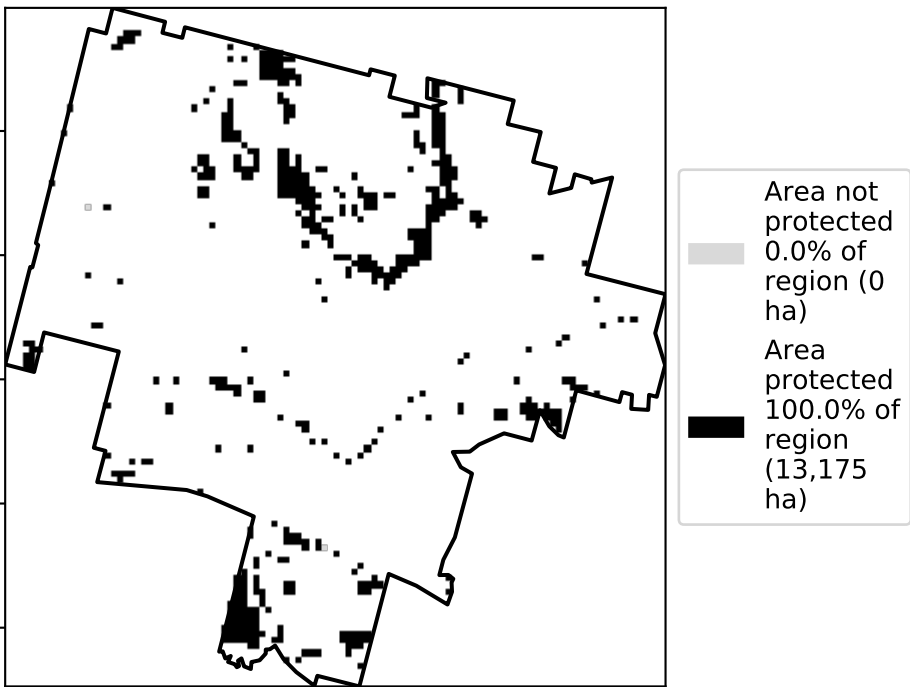 Area not
protected
0.0% of
region (0
ha)
Area
protected
100.0% of
region
(13,175
ha)